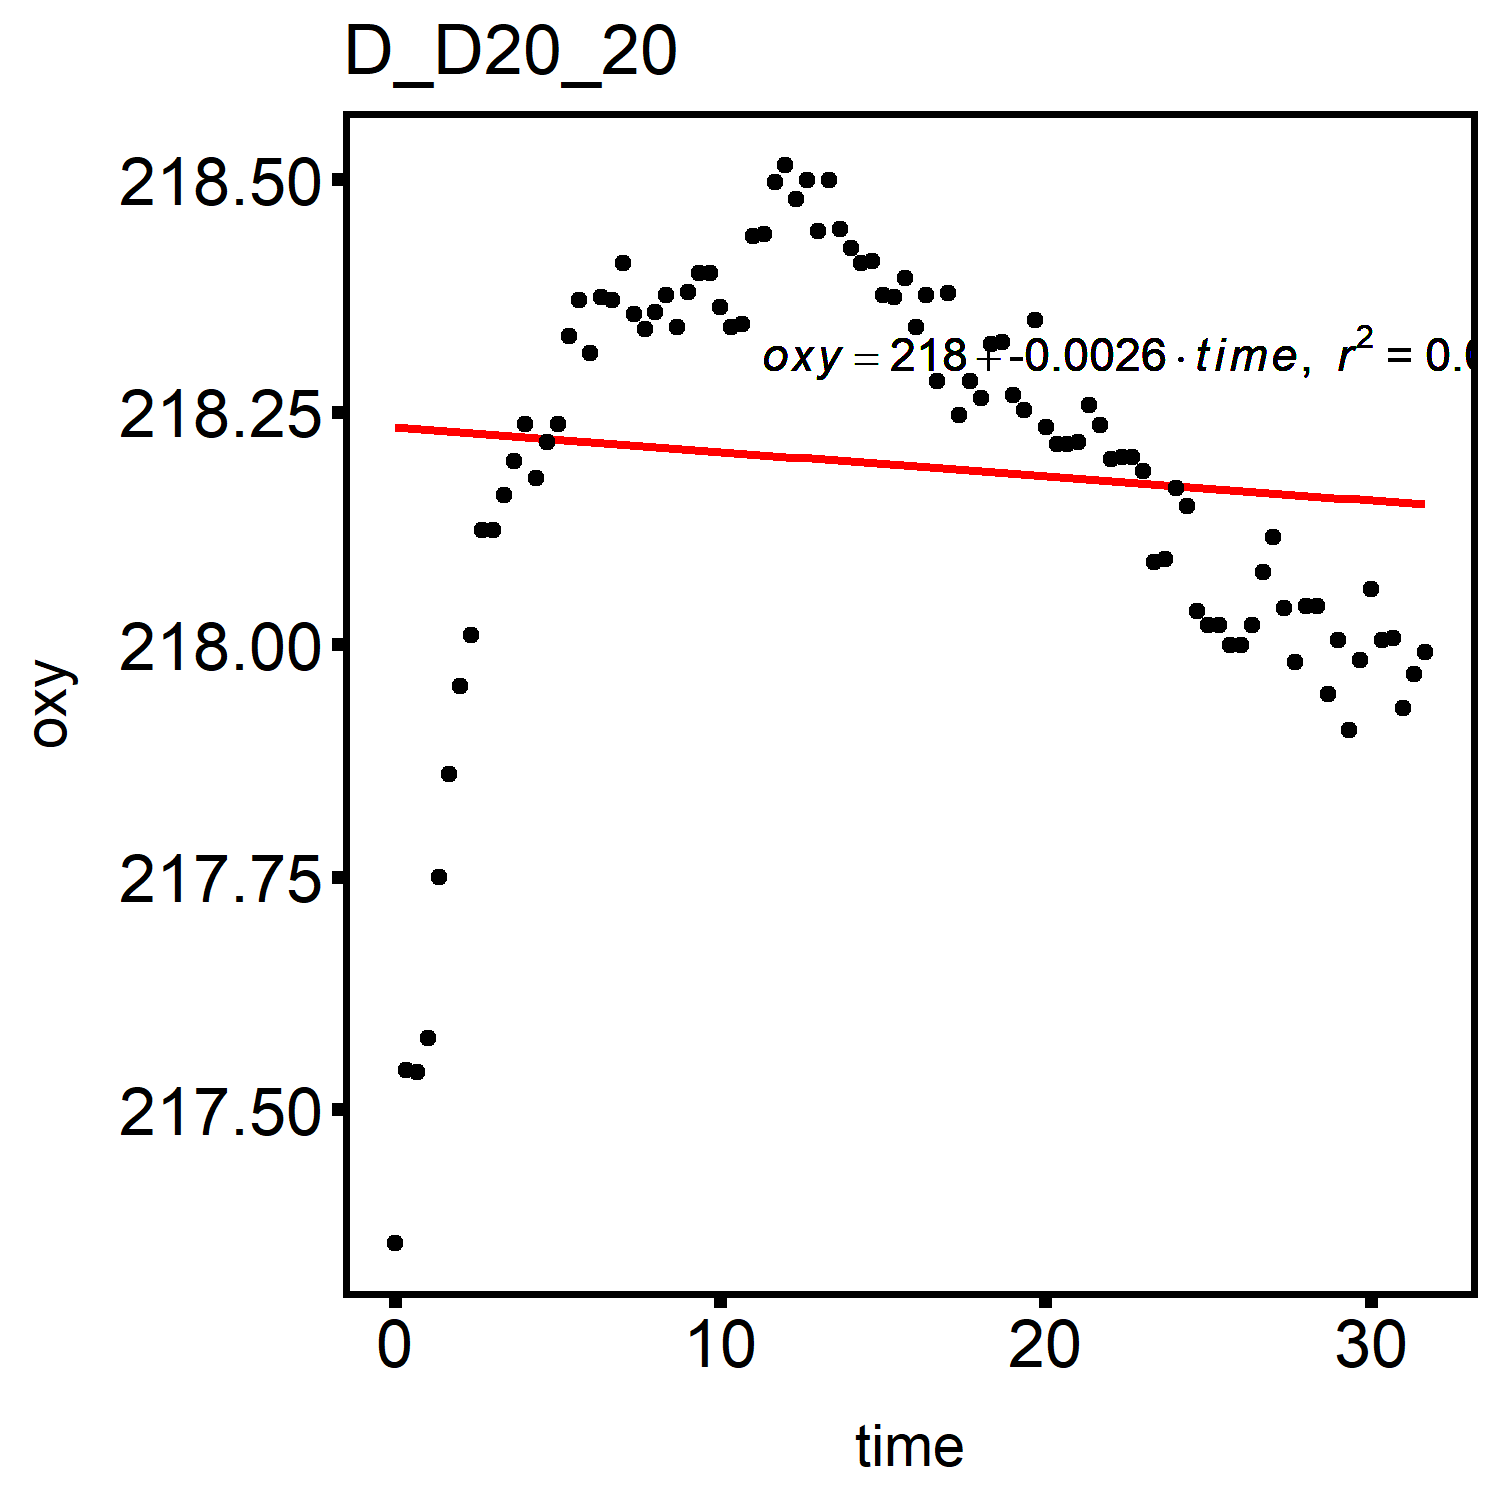 D_D20_20
218.50
218.25
218.00
217.75
217.50
oxy
oxy = 218 + -0.0026 · time, r² = 0.
0 10 20 30
time